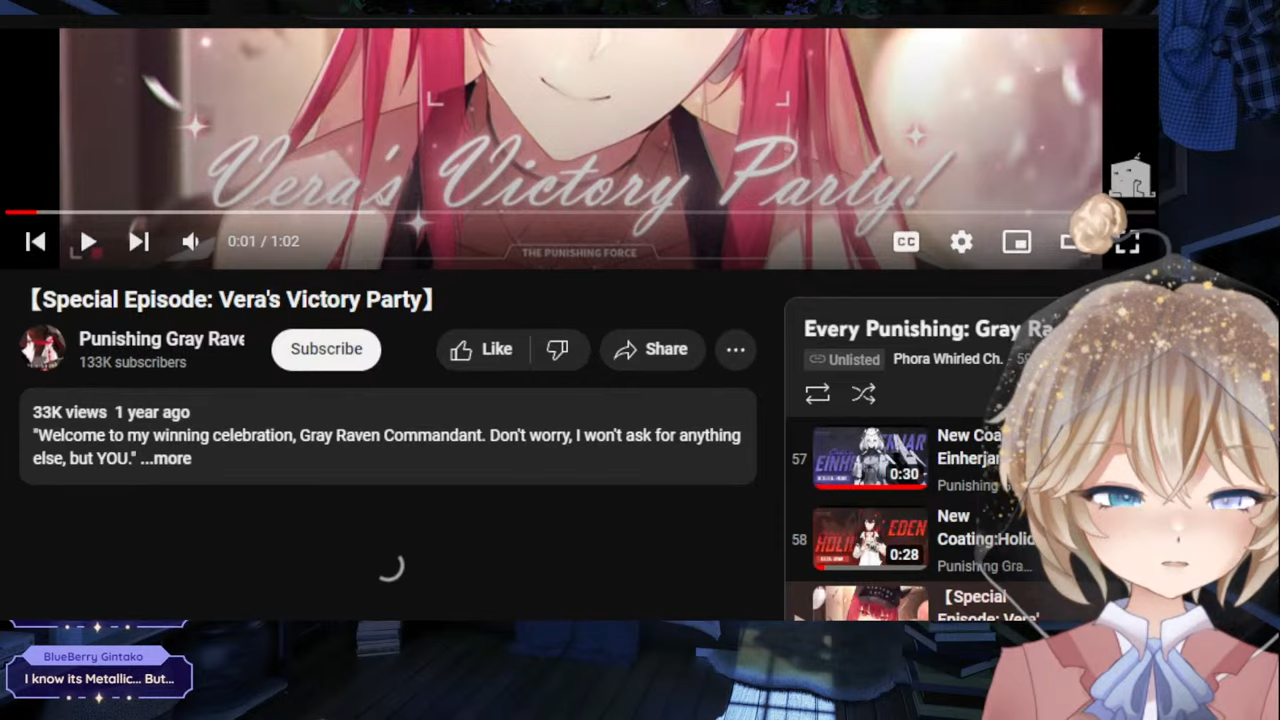 Vera's Victory Party!
THE PUNISHING FORCE
0:01 / 1:02
CC
【Special Episode: Vera's Victory Party】
Punishing Gray Rave
133K subscribers
Subscribe
Like
Share
33K views 1 year ago
"Welcome to my winning celebration, Gray Raven Commandant. Don't worry, I won't ask for anything
else, but YOU." ...more
Every Punishing: Gray Ra
Unlisted
Phora Whirled Ch. - 59
57
0:30
New Coa
Einherjar
Punishing G
58
HOLI
EDEN
0:28
New
Coating:Holid
Punishing Gra...
【Special
Episode: Vera'
BlueBerry Gintako
I know its Metallic... But...